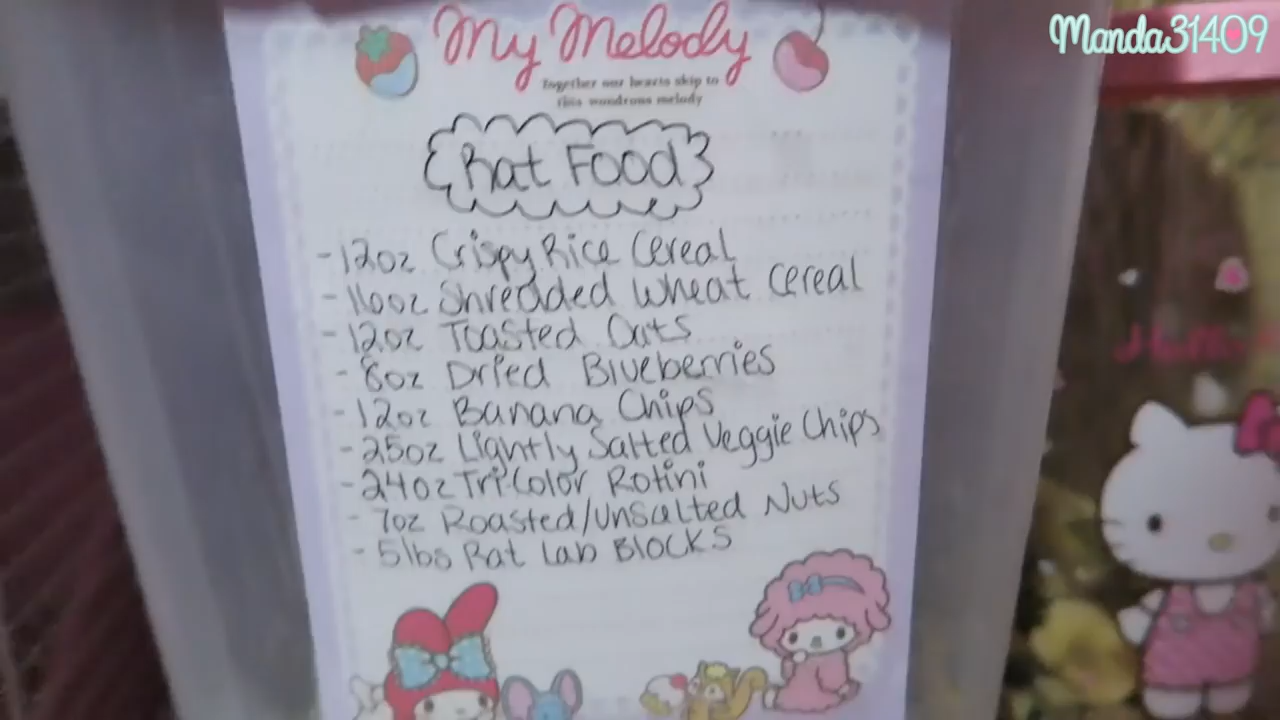 Manda31409
My Melody
Together our hearts skip to
this wondrous melody
{Rat Food}
-12oz Crispy Rice Cereal
-16oz Shredded Wheat Cereal
-12oz Toasted Oats
-8oz Dried Blueberries
-12oz Banana Chips
-25oz Lightly Salted Veggie Chips
-24oz TriColor Rotini
- 7oz Roasted/Unsalted Nuts
- 5lbs Rat Lab Blocks